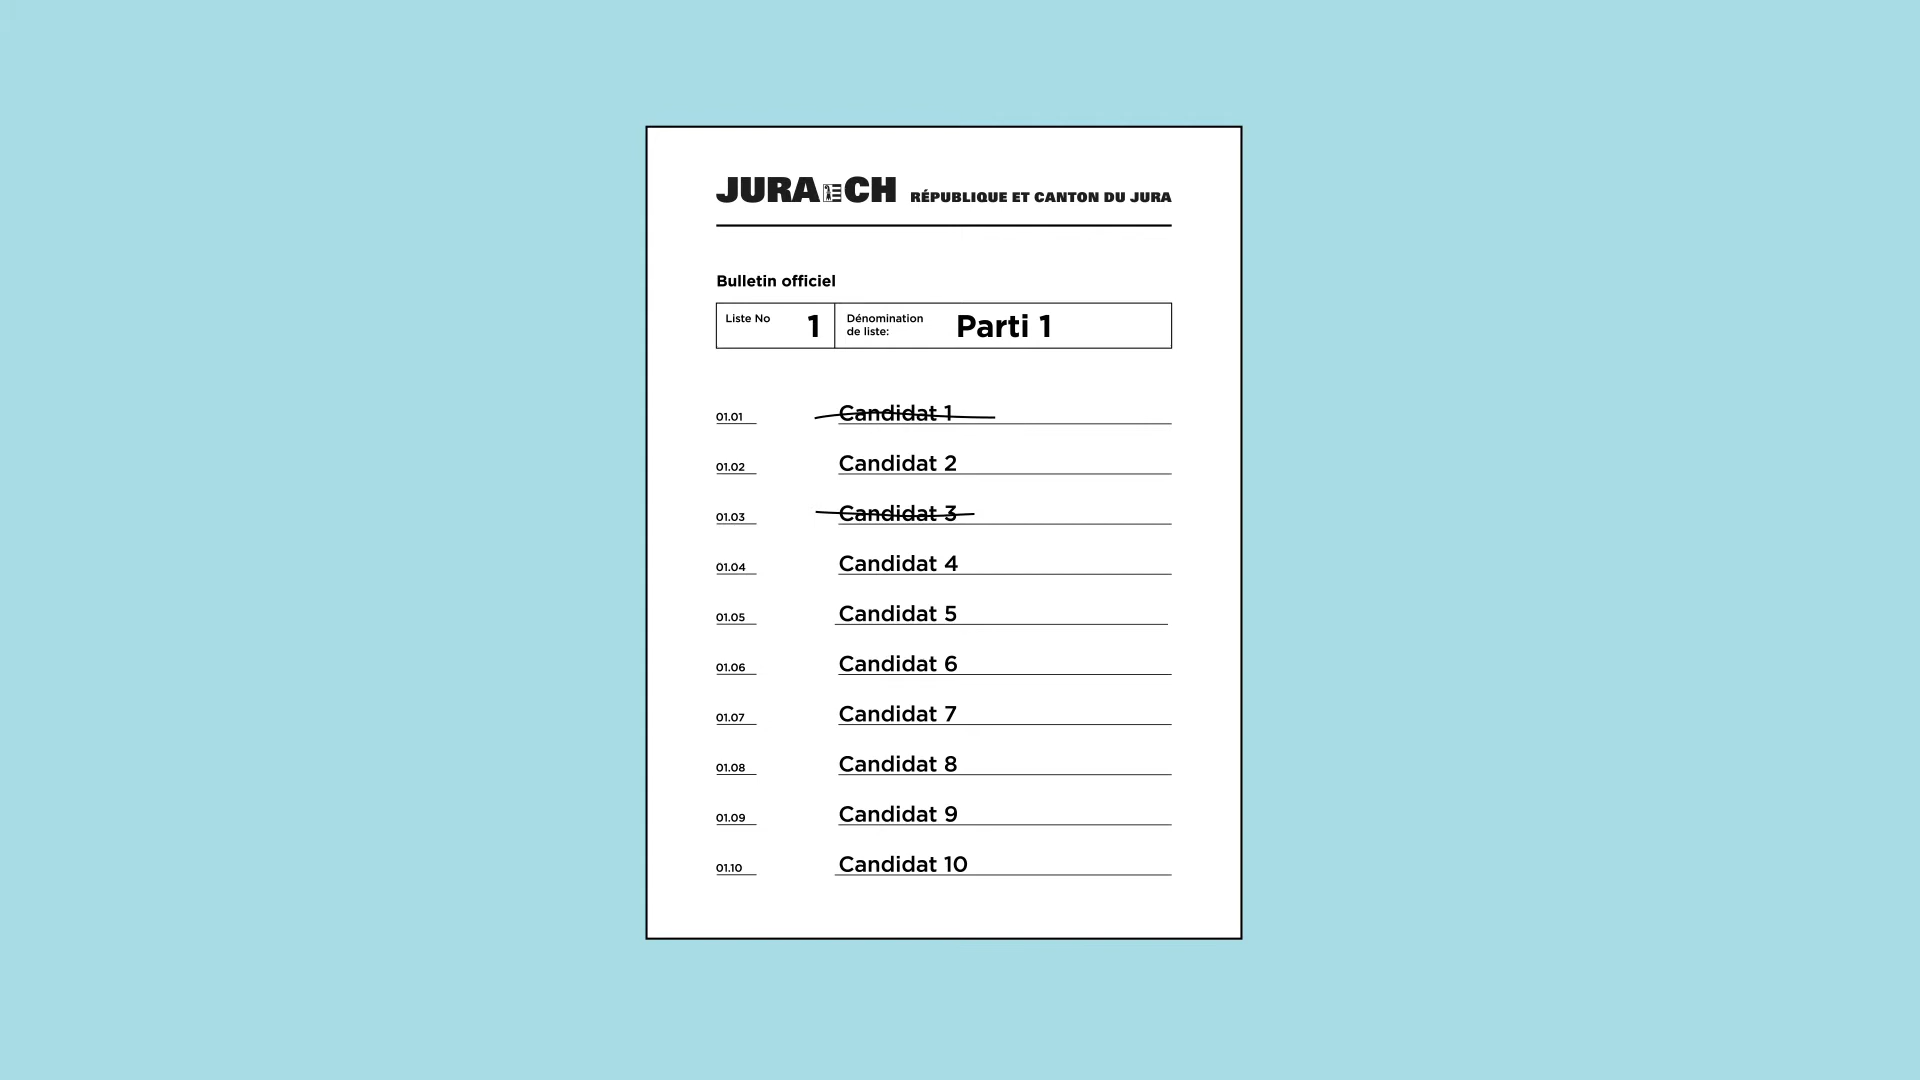 JURA CH RÉPUBLIQUE ET CANTON DU JURA
Bulletin officiel
Liste No 1 Dénomination de liste: Parti 1
01.01 Candidat 1
01.02 Candidat 2
01.03 Candidat 3
01.04 Candidat 4
01.05 Candidat 5
01.06 Candidat 6
01.07 Candidat 7
01.08 Candidat 8
01.09 Candidat 9
01.10 Candidat 10